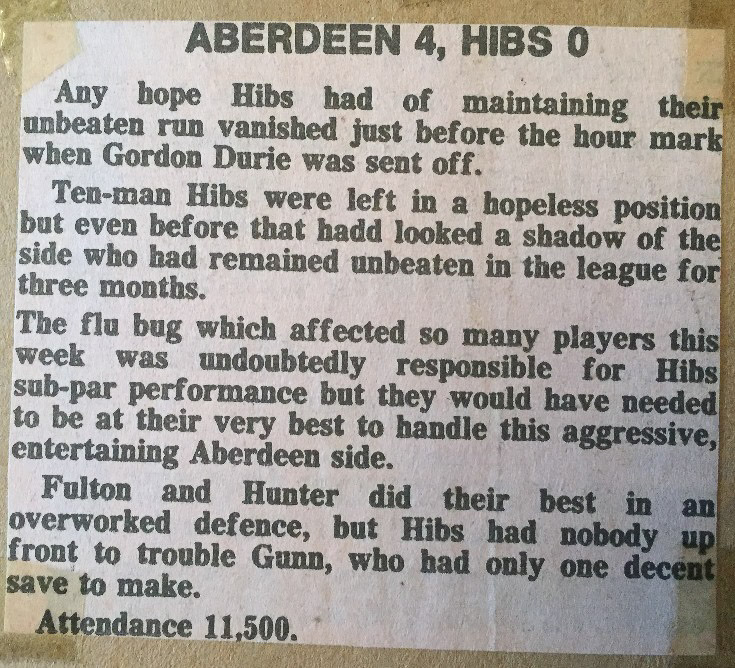 ABERDEEN 4, HIBS 0
Any hope Hibs had of maintaining their
unbeaten run vanished just before the hour mark
when Gordon Durie was sent off.
Ten-man Hibs were left in a hopeless position
but even before that hadd looked a shadow of the
side who had remained unbeaten in the league for
three months.
The flu bug which affected so many players this
week was undoubtedly responsible for Hibs
sub-par performance but they would have needed
to be at their very best to handle this aggressive,
entertaining Aberdeen side.
Fulton and Hunter did their best in an
overworked defence, but Hibs had nobody up
front to trouble Gunn, who had only one decent
save to make.
Attendance 11,500.